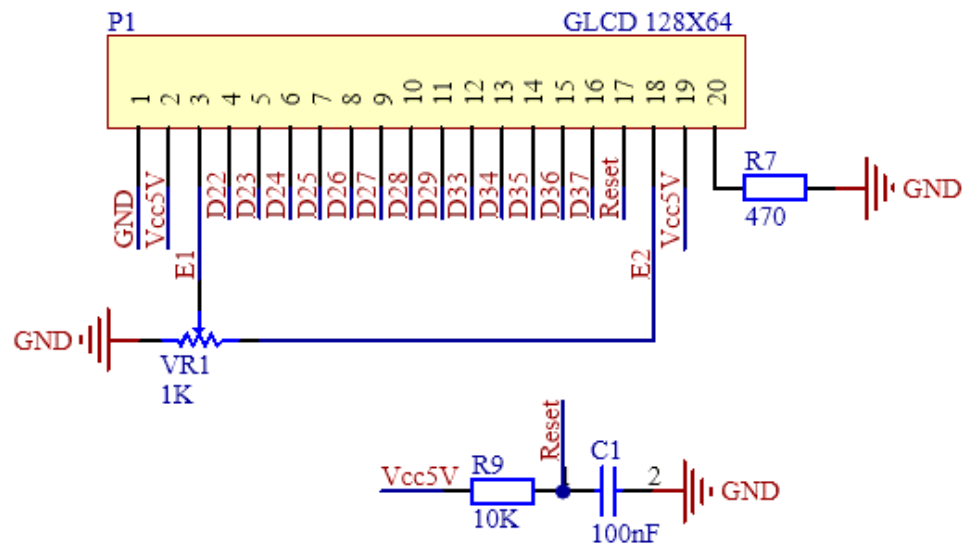 P1 GLCD 128X64
1 2 3 4 5 6 7 8 9 10 11 12 13 14 15 16 17 18 19 20
GND Vcc5V E1 D22 D23 D24 D25 D26 D27 D28 D29 D33 D34 D35 D36 D37 Reset E2 Vcc5V
R7
470
GND
GND
VR1
1K
Reset
Vcc5V R9 1 C1 2 GND
10K 100nF